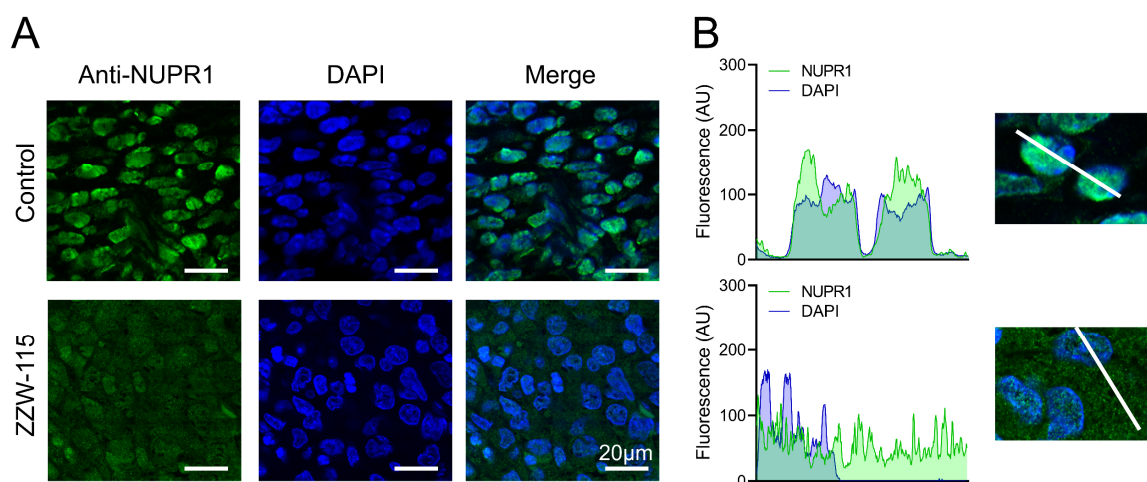 A
B
Anti-NUPR1
DAPI
Merge
Control
ZZW-115
20μm
300
200
100
0
Fluorescence (AU)
NUPR1
DAPI
300
200
100
0
Fluorescence (AU)
NUPR1
DAPI